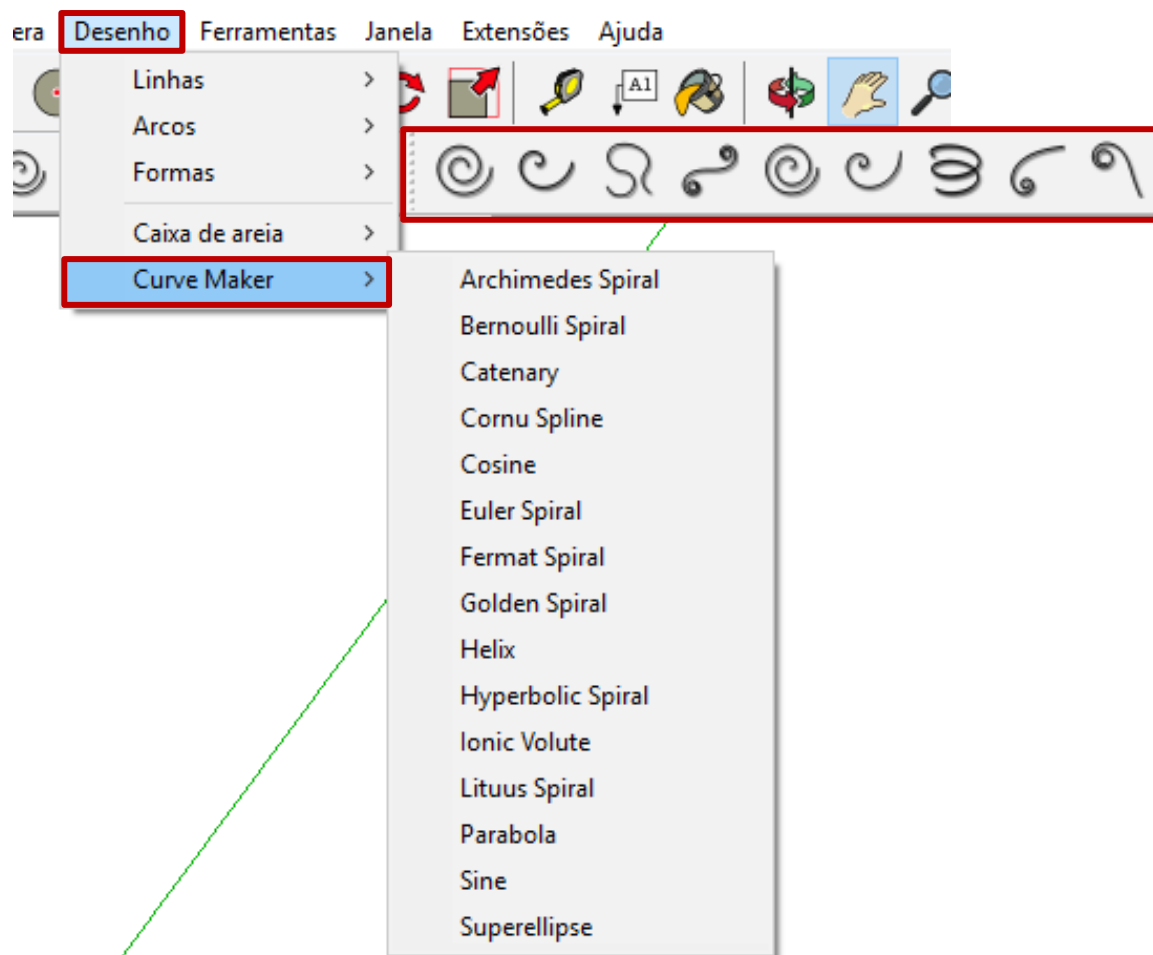 era Desenho Ferramentas Janela Extensões Ajuda
Linhas
Arcos
Formas
Caixa de areia
Curve Maker
A1
Archimedes Spiral
Bernoulli Spiral
Catenary
Cornu Spline
Cosine
Euler Spiral
Fermat Spiral
Golden Spiral
Helix
Hyperbolic Spiral
Ionic Volute
Lituus Spiral
Parabola
Sine
Superellipse